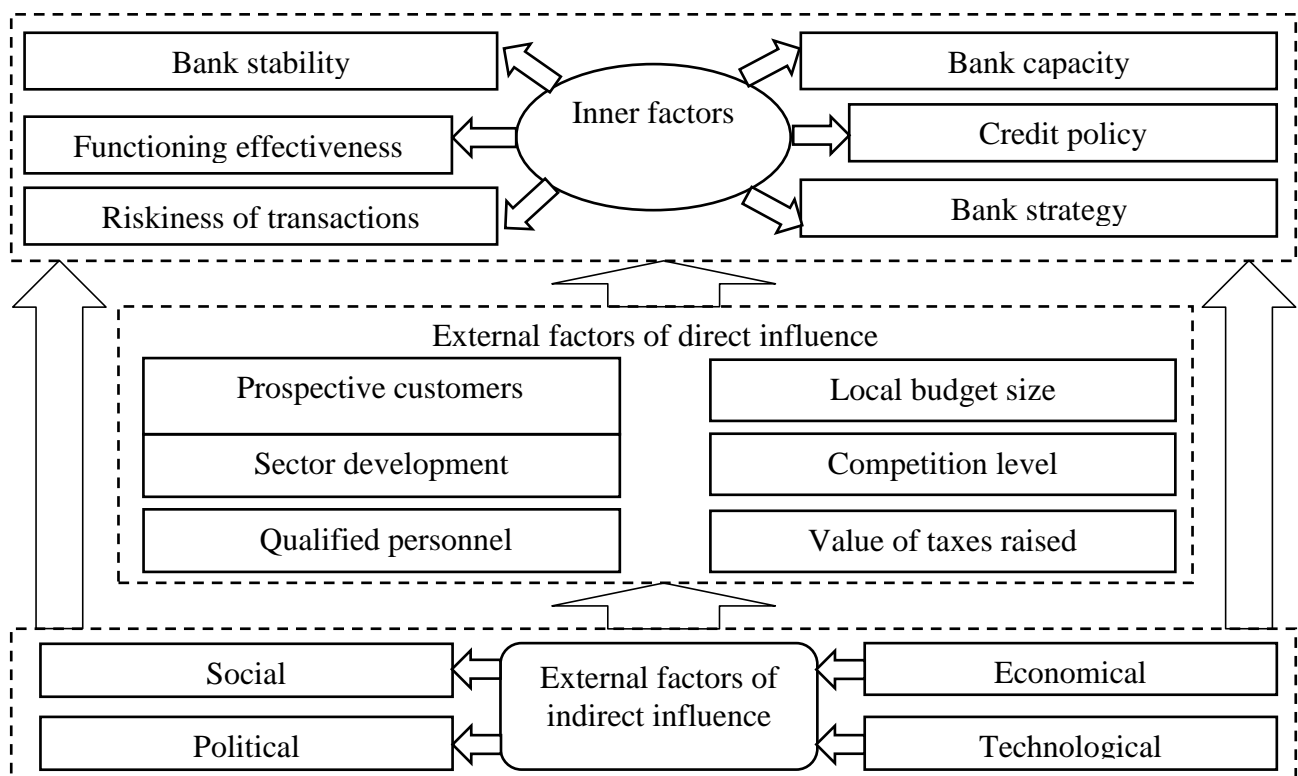 Bank stability
Inner factors
Bank capacity
Functioning effectiveness
Credit policy
Riskiness of transactions
Bank strategy
External factors of direct influence
Prospective customers
Local budget size
Sector development
Competition level
Qualified personnel
Value of taxes raised
Social
External factors of
indirect influence
Economical
Political
Technological